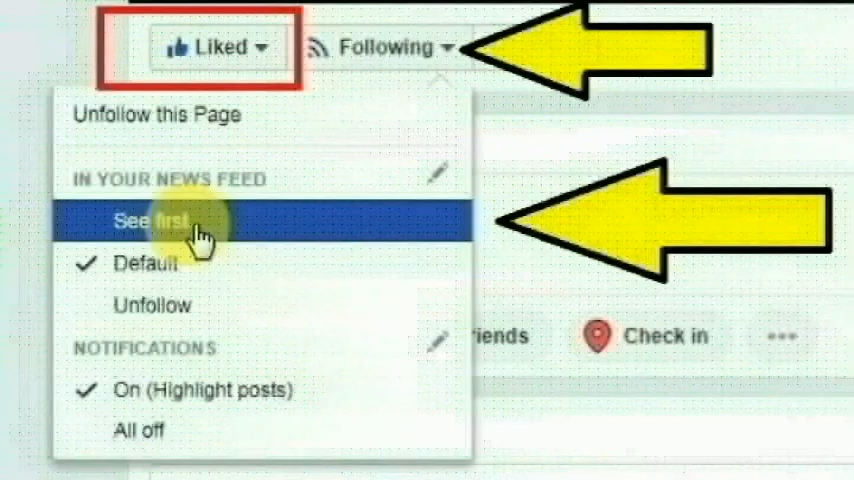 Liked Following
Unfollow this Page
IN YOUR NEWS FEED
See first
Default
Unfollow
riends Check in
NOTIFICATIONS
On (Highlight posts)
All off